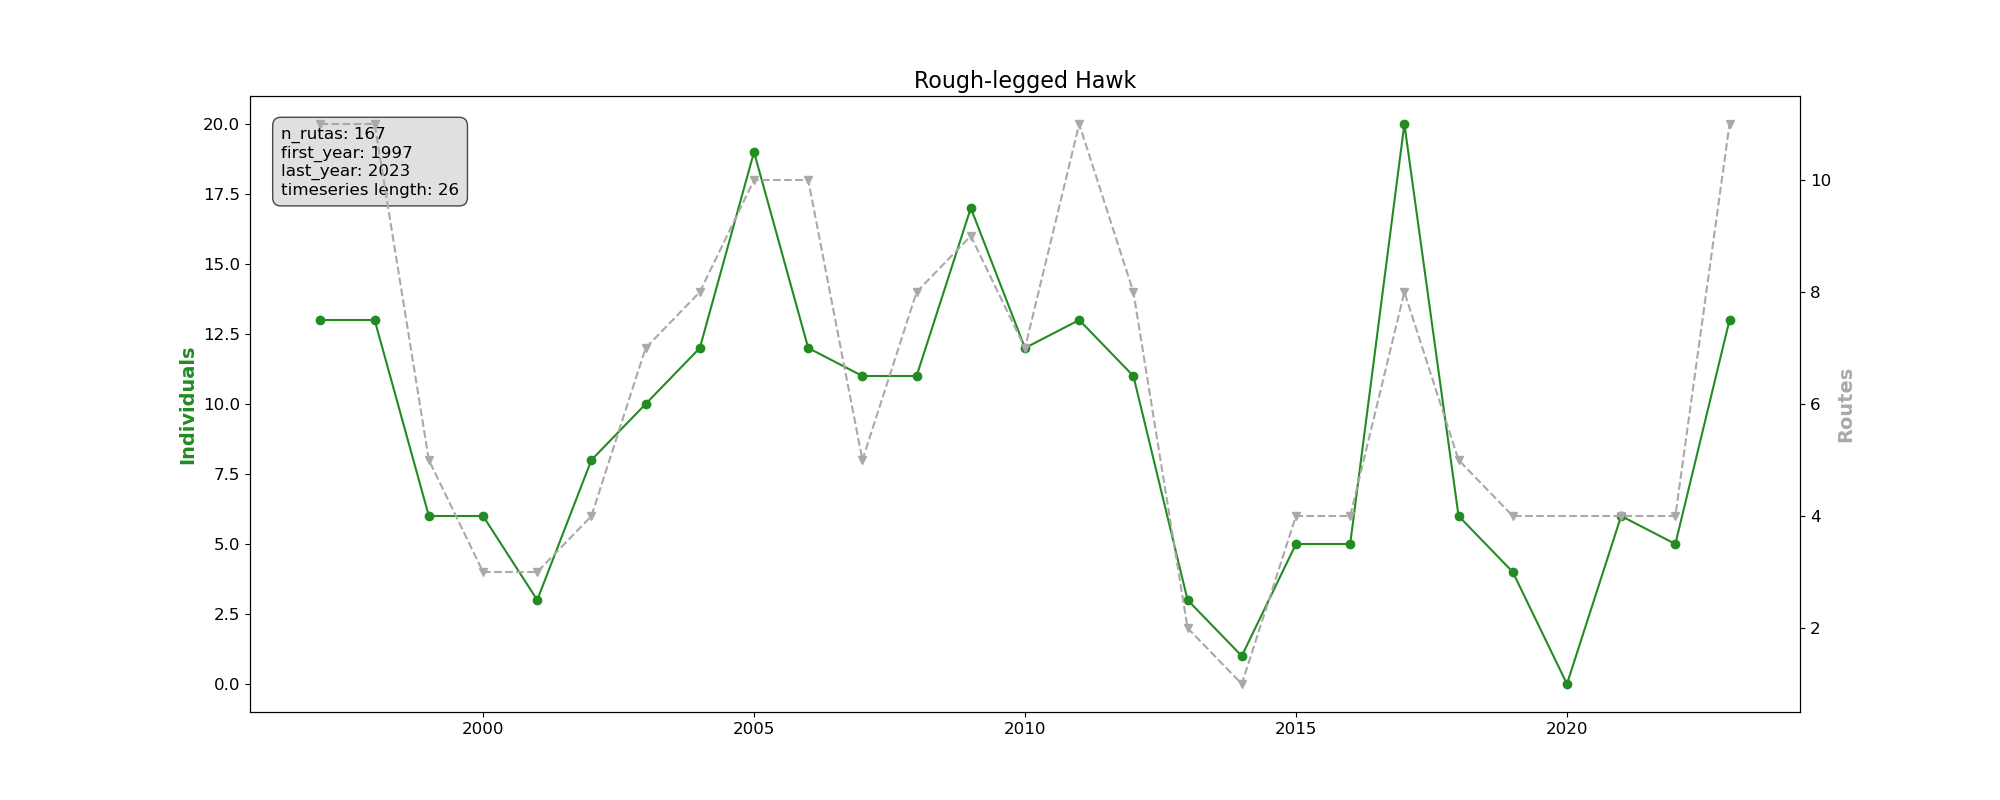 Rough-legged Hawk
n_rutas: 167
first_year: 1997
last_year: 2023
timeseries length: 26
Individuals
20.0
17.5
15.0
12.5
10.0
7.5
5.0
2.5
0.0
10
8
6
4
2
Routes
2000 2005 2010 2015 2020